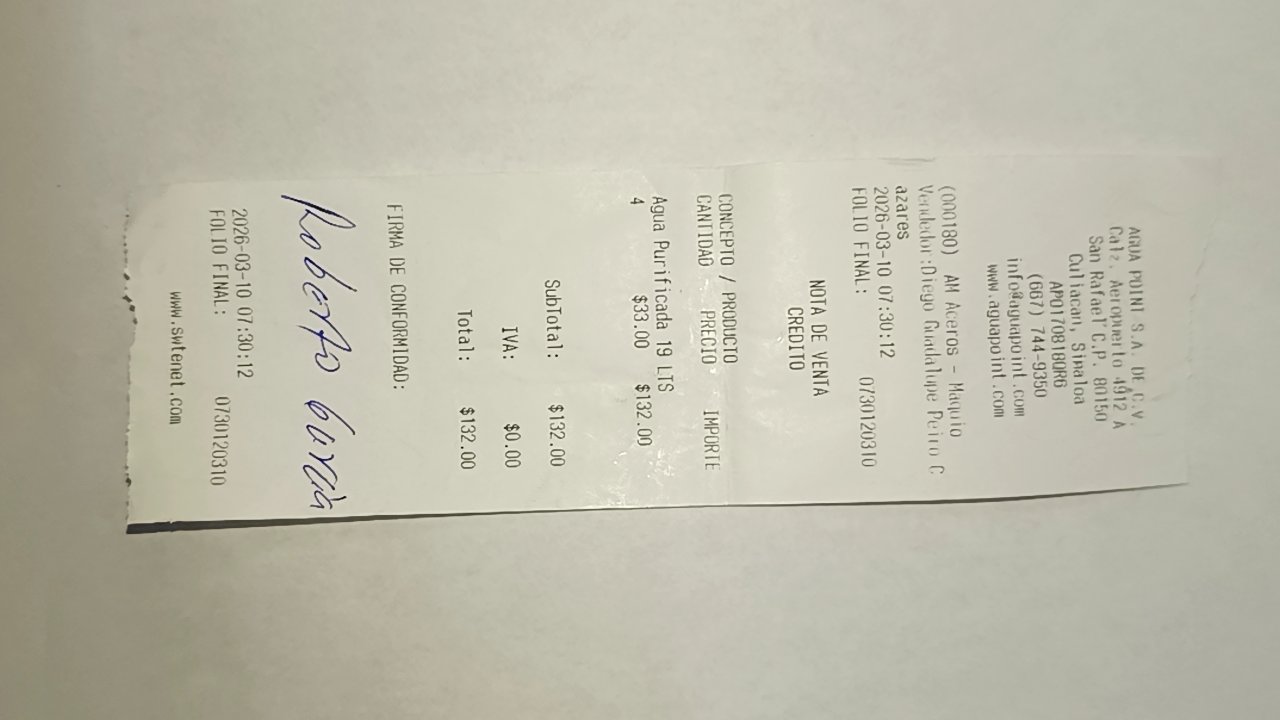 AGUA POINT S.A. DE C.V.
Calz. Aeropuerto 4912 A
San Rafael C.P. 80150
Culiacan, Sinaloa
APO170818QR6
(667) 744-9350
info@aguapoint.com
www.aguapoint.com
(000180) AM Aceros - Maquio
Vendedor:Diego Guadalupe Peiro C
azares
2026-03-10 07:30:12
FOLIO FINAL: 0730120310
NOTA DE VENTA
CREDITO
CONCEPTO / PRODUCTO
CANTIDAD PRECIO IMPORTE
Agua Purificada 19 LTS
4 $33.00 $132.00
SubTotal: $132.00
IVA: $0.00
Total: $132.00
FIRMA DE CONFORMIDAD:
Roberto
2026-03-10 07:30:12
FOLIO FINAL: 0730120310
www.swtenet.com